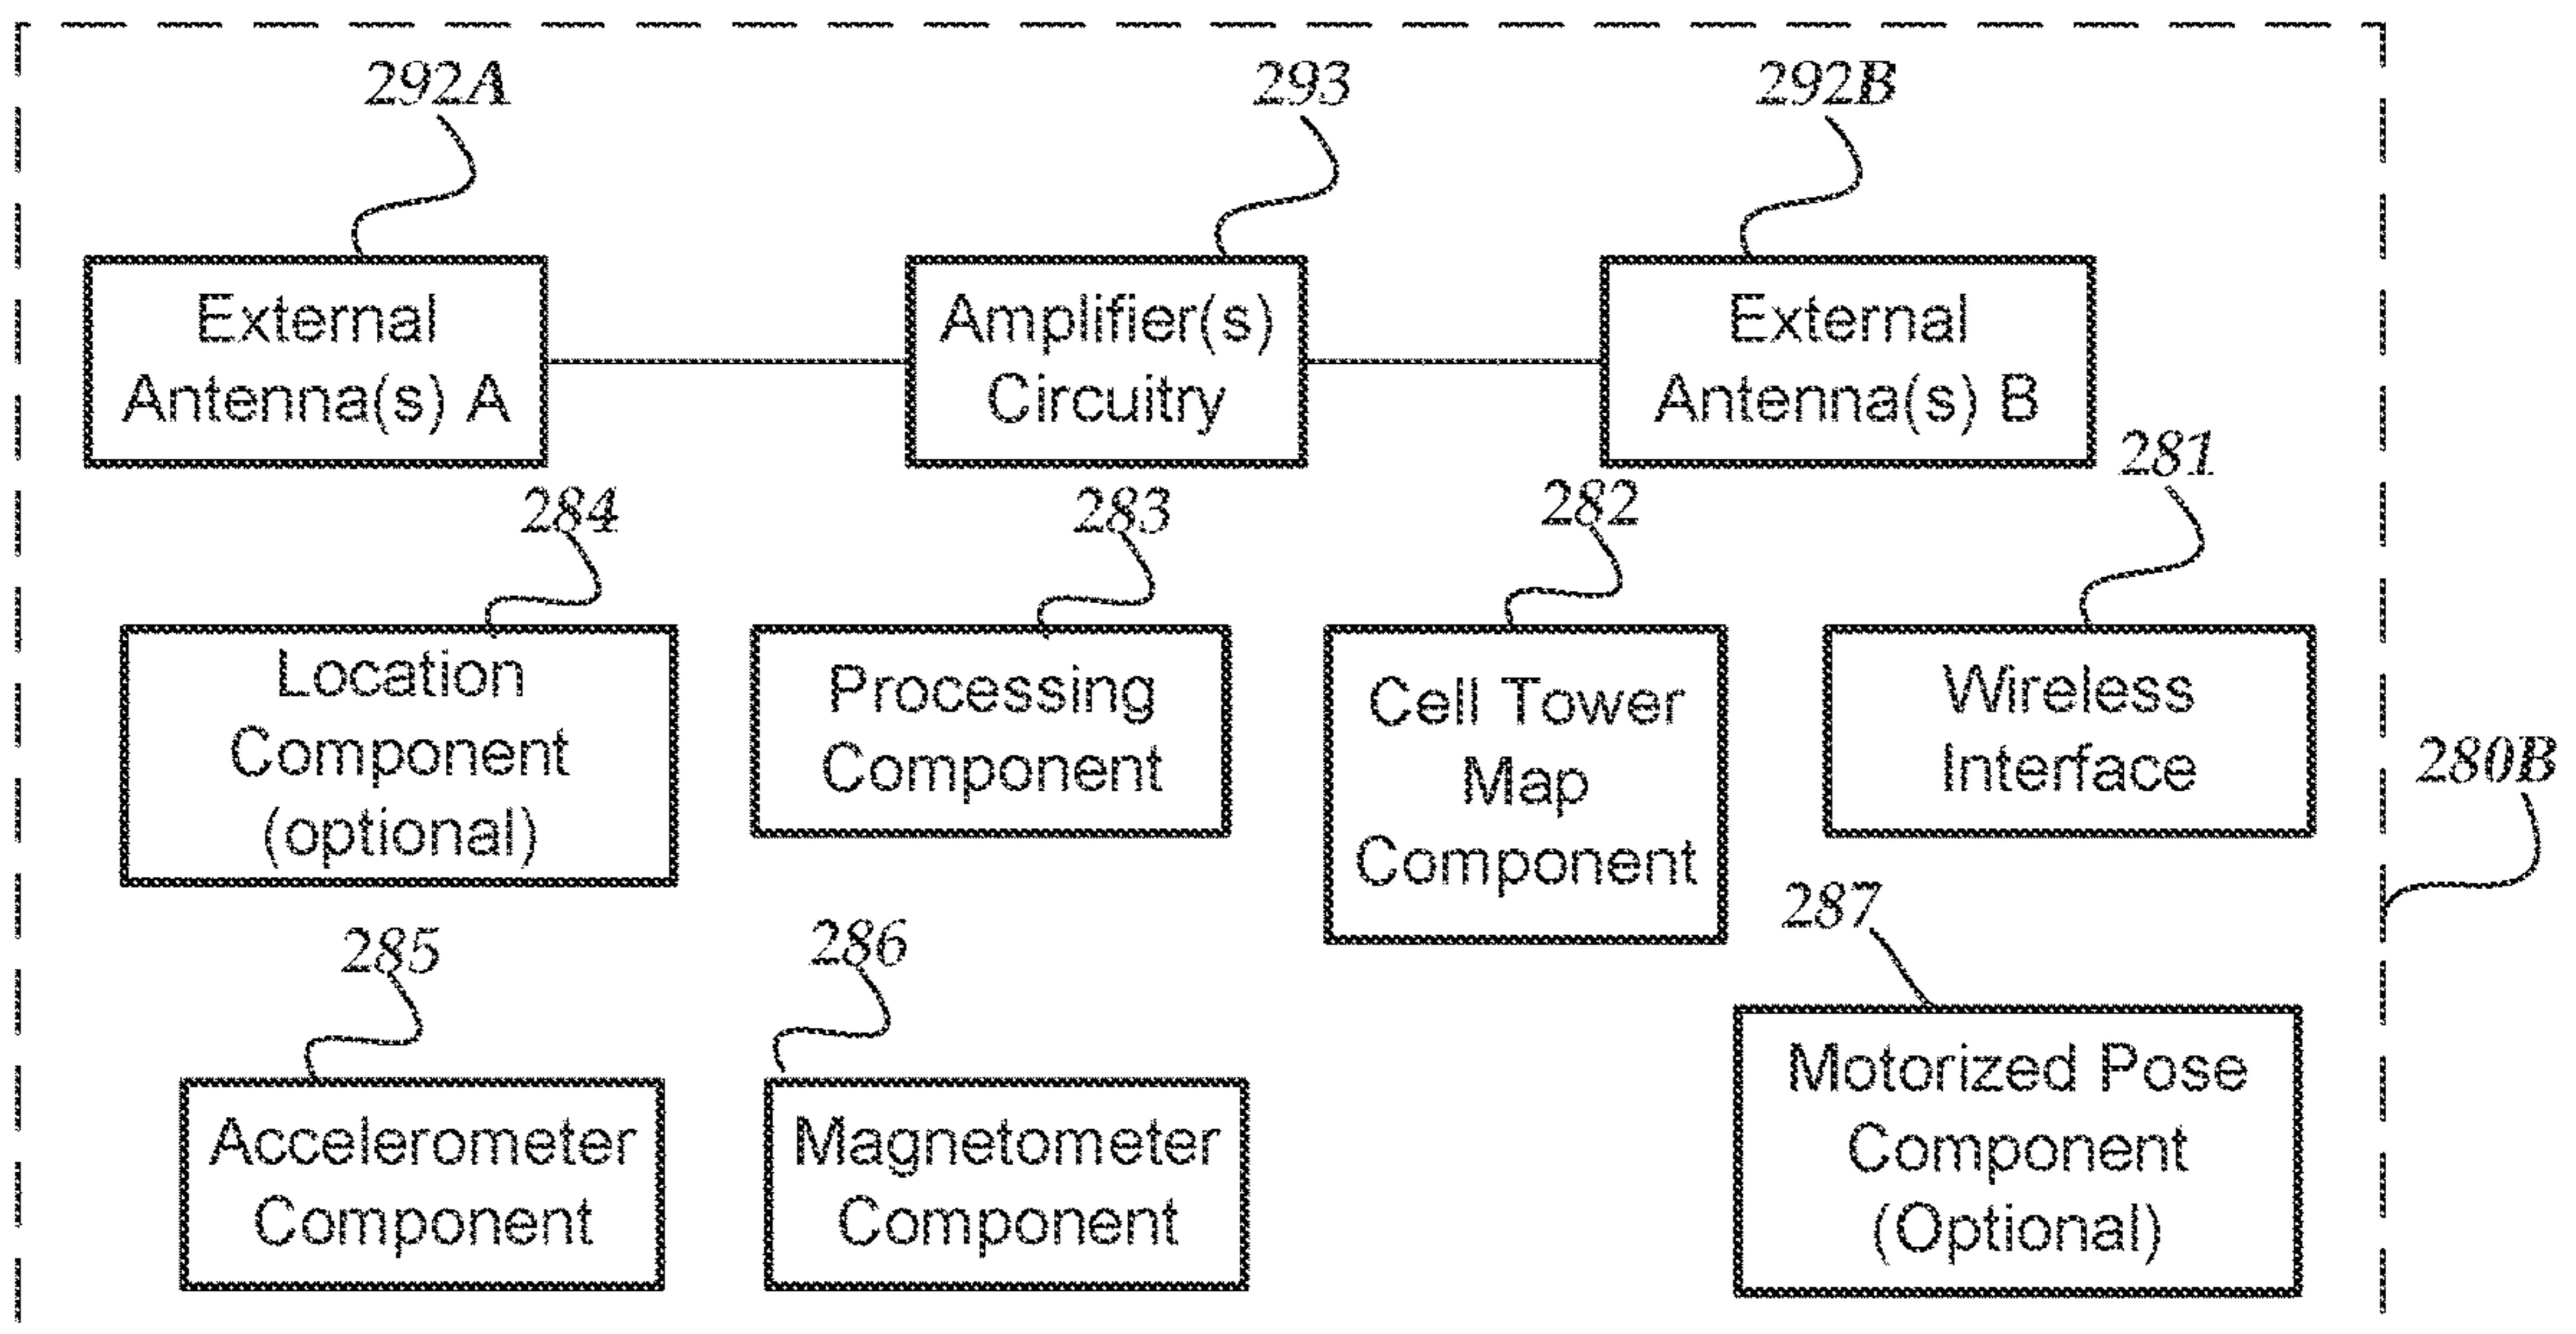 292A
293
292B
External
Antenna(s) A
Amplifier(s)
Circuitry
External
Antenna(s) B
284
283
282
281
Location
Component
(optional)
Processing
Component
Cell Tower
Map
Component
Wireless
Interface
280B
285
286
287
Accelerometer
Component
Magnetometer
Component
Motorized Pose
Component
(Optional)